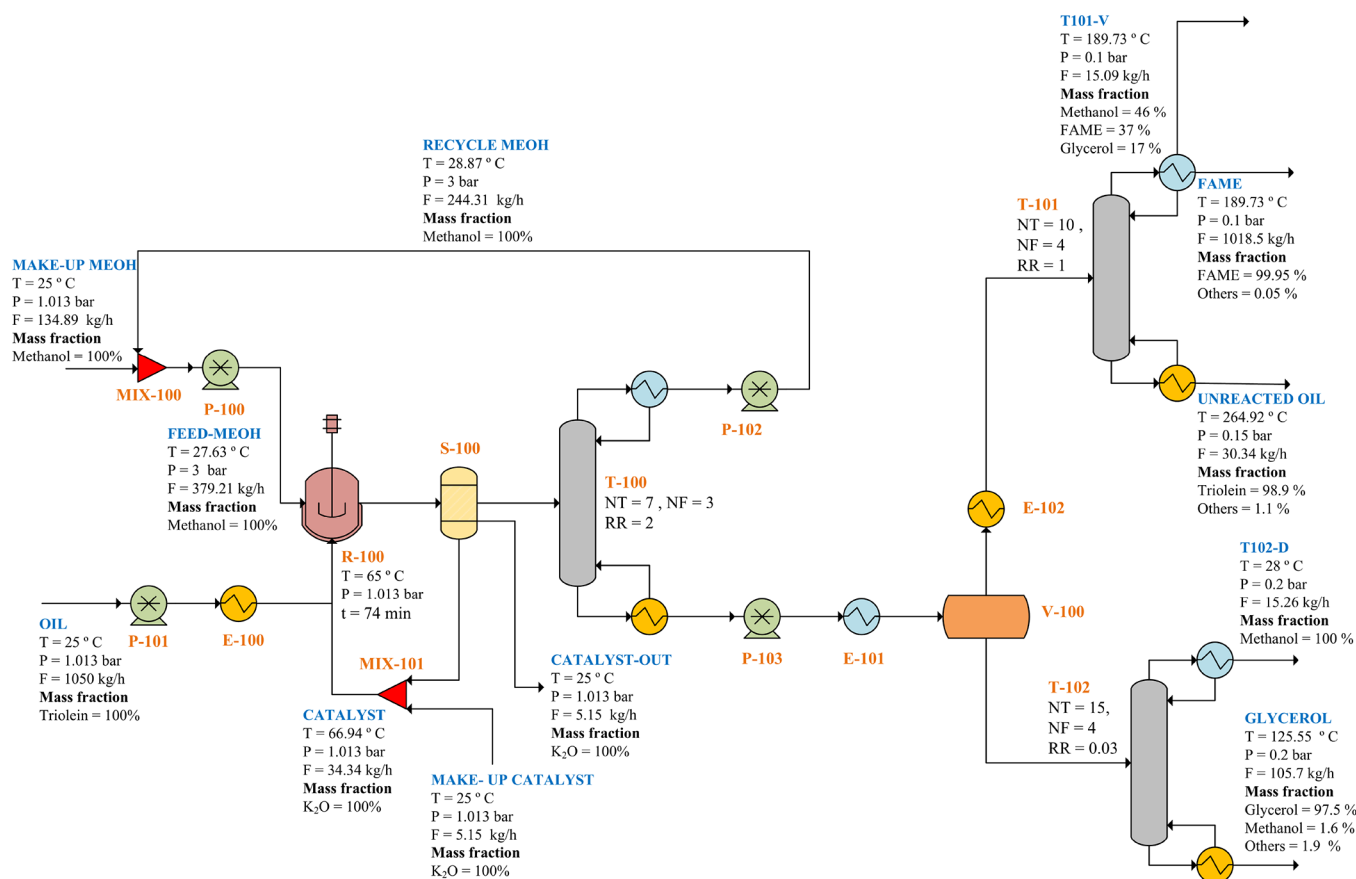 T101-V
T = 189.73 º C
P = 0.1 bar
F = 15.09 kg/h
Mass fraction
Methanol = 46 %
FAME = 37 %
Glycerol = 17 %
RECYCLE MEOH
T = 28.87 º C
P = 3 bar
F = 244.31 kg/h
Mass fraction
Methanol = 100%
T-101
NT = 10 ,
NF = 4
RR = 1
FAME
T = 189.73 º C
P = 0.1 bar
F = 1018.5 kg/h
Mass fraction
FAME = 99.95 %
Others = 0.05 %
MAKE-UP MEOH
T = 25 º C
P = 1.013 bar
F = 134.89 kg/h
Mass fraction
Methanol = 100%
MIX-100
P-100
P-102
UNREACTED OIL
T = 264.92 º C
P = 0.15 bar
F = 30.34 kg/h
Mass fraction
Triolein = 98.9 %
Others = 1.1 %
FEED-MEOH
T = 27.63 º C
P = 3 bar
F = 379.21 kg/h
Mass fraction
Methanol = 100%
S-100
T-100
NT = 7 , NF = 3
RR = 2
E-102
R-100
T = 65 º C
P = 1.013 bar
t = 74 min
T102-D
T = 28 º C
P = 0.2 bar
F = 15.26 kg/h
Mass fraction
Methanol = 100 %
OIL
T = 25 º C
P = 1.013 bar
F = 1050 kg/h
Mass fraction
Triolein = 100%
P-101
E-100
V-100
MIX-101
P-103
E-101
CATALYST
T = 66.94 º C
P = 1.013 bar
F = 34.34 kg/h
Mass fraction
K₂O = 100%
CATALYST-OUT
T = 25 º C
P = 1.013 bar
F = 5.15 kg/h
Mass fraction
K₂O = 100%
T-102
NT = 15,
NF = 4
RR = 0.03
GLYCEROL
T = 125.55 º C
P = 0.2 bar
F = 105.7 kg/h
Mass fraction
Glycerol = 97.5 %
Methanol = 1.6 %
Others = 1.9 %
MAKE- UP CATALYST
T = 25 º C
P = 1.013 bar
F = 5.15 kg/h
Mass fraction
K₂O = 100%